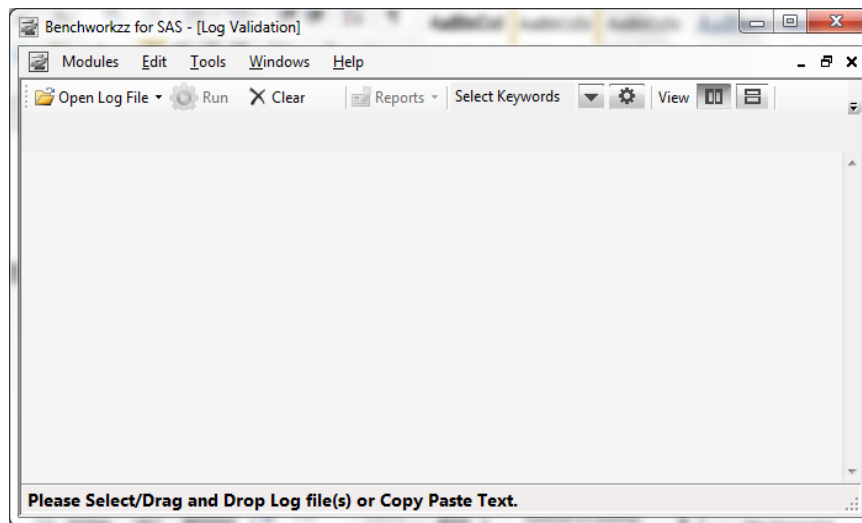 Benchworkzz for SAS - [Log Validation]
Modules Edit Tools Windows Help
Open Log File Run Clear Reports Select Keywords View
Please Select/Drag and Drop Log file(s) or Copy Paste Text.